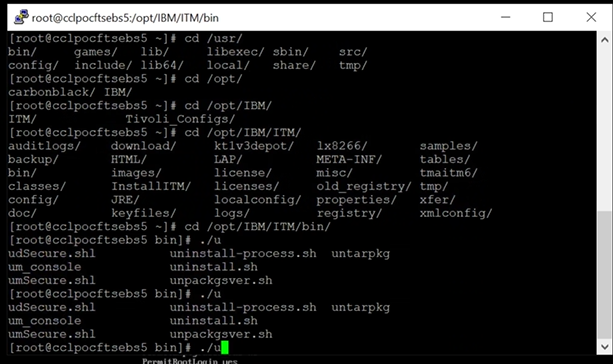 root@cclpocftsebs5:/opt/IBM/ITM/bin
[root@cclpocftsebs5 ~]# cd /usr/
bin/ games/ lib/ libexec/ sbin/ src/
config/ include/ lib64/ local/ share/ tmp/
[root@cclpocftsebs5 ~]# cd /opt/
carbonblack/ IBM/
[root@cclpocftsebs5 ~]# cd /opt/IBM/
ITM/ Tivoli_Configs/
[root@cclpocftsebs5 ~]# cd /opt/IBM/ITM/
auditlogs/ download/ kt1v3depot/ lx8266/ samples/
backup/ HTML/ LAP/ META-INF/ tables/
bin/ images/ license/ misc/ tmaitm6/
classes/ InstallITM/ licenses/ old_registry/ tmp/
config/ JRE/ localconfig/ properties/ xfer/
doc/ keyfiles/ logs/ registry/ xmlconfig/
[root@cclpocftsebs5 ~]# cd /opt/IBM/ITM/bin/
[root@cclpocftsebs5 bin]# ./u
udSecure.shl uninstall-process.sh untarpkg
um_console uninstall.sh
umSecure.shl unpackgsver.sh
[root@cclpocftsebs5 bin]# ./u
udSecure.shl uninstall-process.sh untarpkg
um_console uninstall.sh
umSecure.shl unpackgsver.sh
[root@cclpocftsebs5 bin]# ./u
PermitRootLogin yes